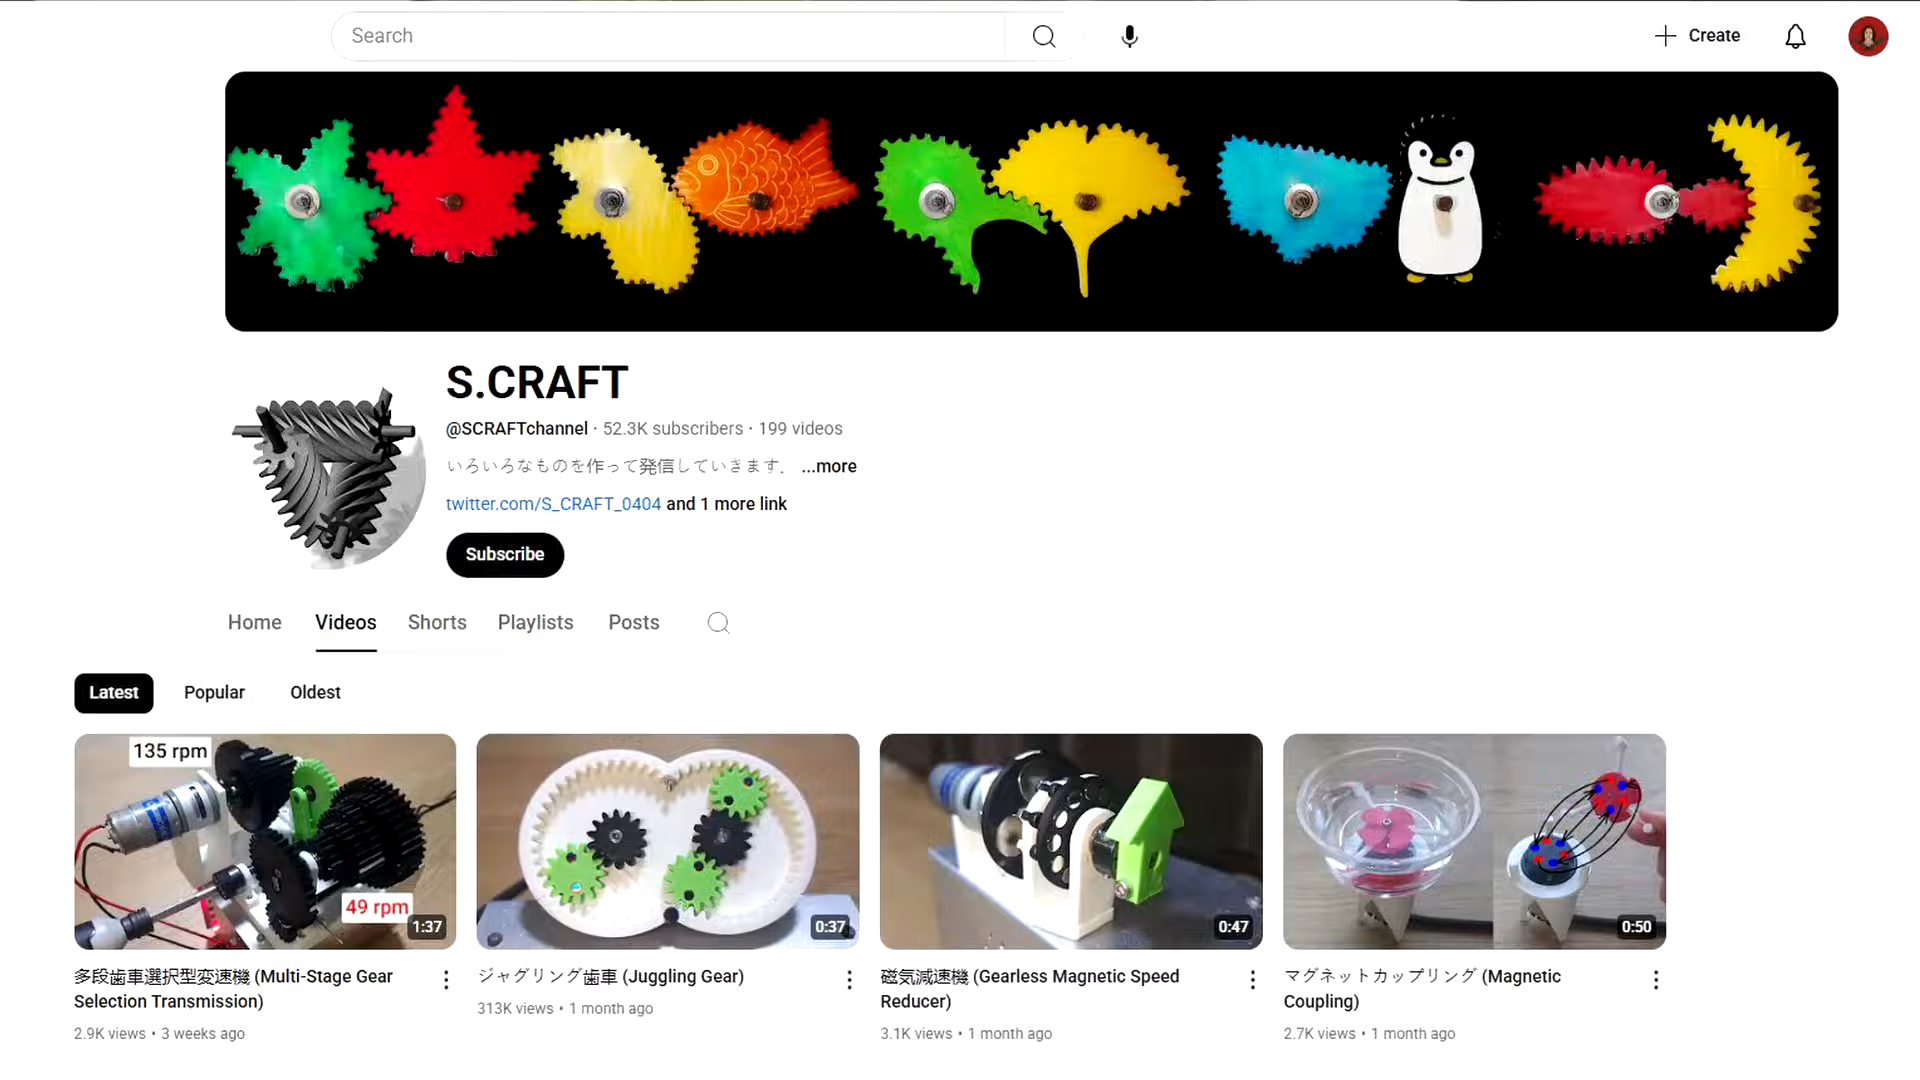 Search
Create
S.CRAFT
@SCRAFTchannel · 52.3K subscribers · 199 videos
いろいろなものを作って発信していきます. ...more
twitter.com/S_CRAFT_0404 and 1 more link
Subscribe
Home Videos Shorts Playlists Posts
Latest Popular Oldest
135 rpm
49 rpm
1:37
0:37
0:47
0:50
多段歯車選択型変速機 (Multi-Stage Gear
Selection Transmission)
2.9K views • 3 weeks ago
ジャグリング歯車 (Juggling Gear)
313K views • 1 month ago
磁気減速機 (Gearless Magnetic Speed
Reducer)
3.1K views • 1 month ago
マグネットカップリング (Magnetic
Coupling)
2.7K views • 1 month ago